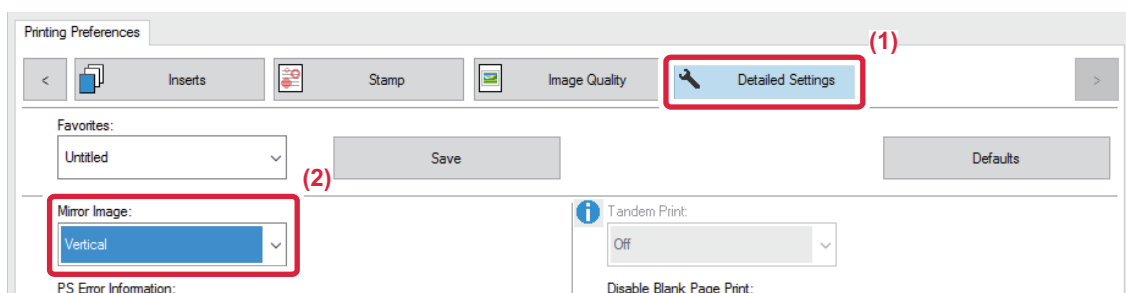 Printing Preferences
(1)
<
Inserts
Stamp
Image Quality
Detailed Settings
>
Favorites:
Untitled
Save
Defaults
(2)
Mirror Image:
Vertical
Tandem Print:
Off
PS Error Information:
Disable Blank Page Print: